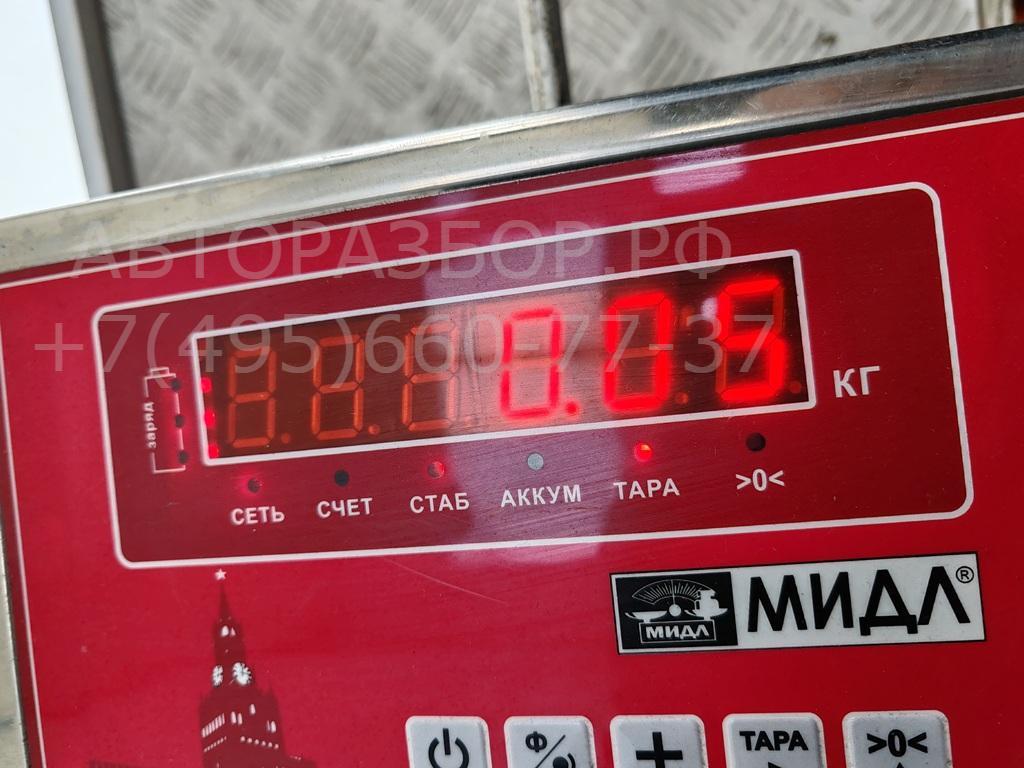 АВТОРАЗБОР.РФ
+7(495)660-77-37
0.05
КГ
заряд
СЕТЬ СЧЕТ СТАБ АККУМ ТАРА >0<
МИДЛ МИДЛ®
Ф + ТАРА >0<